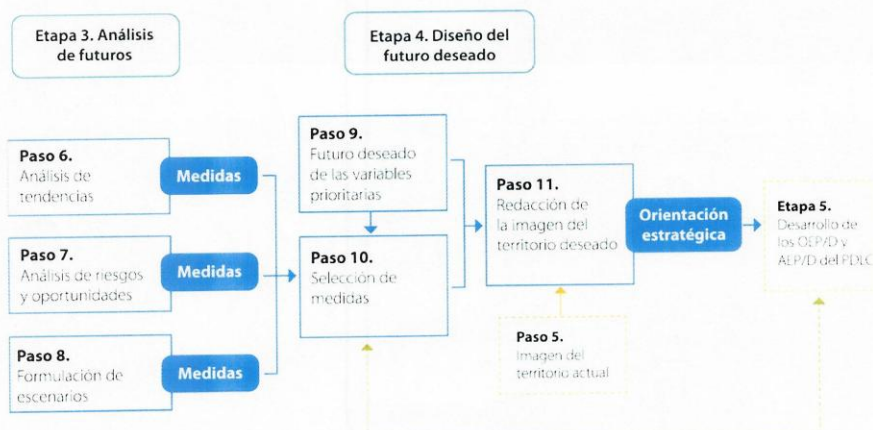 Etapa 3. Análisis
de futuros
Etapa 4. Diseño del
futuro deseado
Paso 6.
Análisis de
tendencias
Medidas
Paso 7.
Análisis de riesgos
y oportunidades
Medidas
Paso 8.
Formulación de
escenarios
Medidas
Paso 9.
Futuro deseado
de las variables
prioritarias
Paso 10.
Selección de
medidas
Paso 11.
Redacción de
la imagen del
territorio deseado
Orientación
estratégica
Paso 5.
Imagen del
territorio actual
Etapa 5.
Desarrollo de
los OEP/D y
AEP/D del PDLC